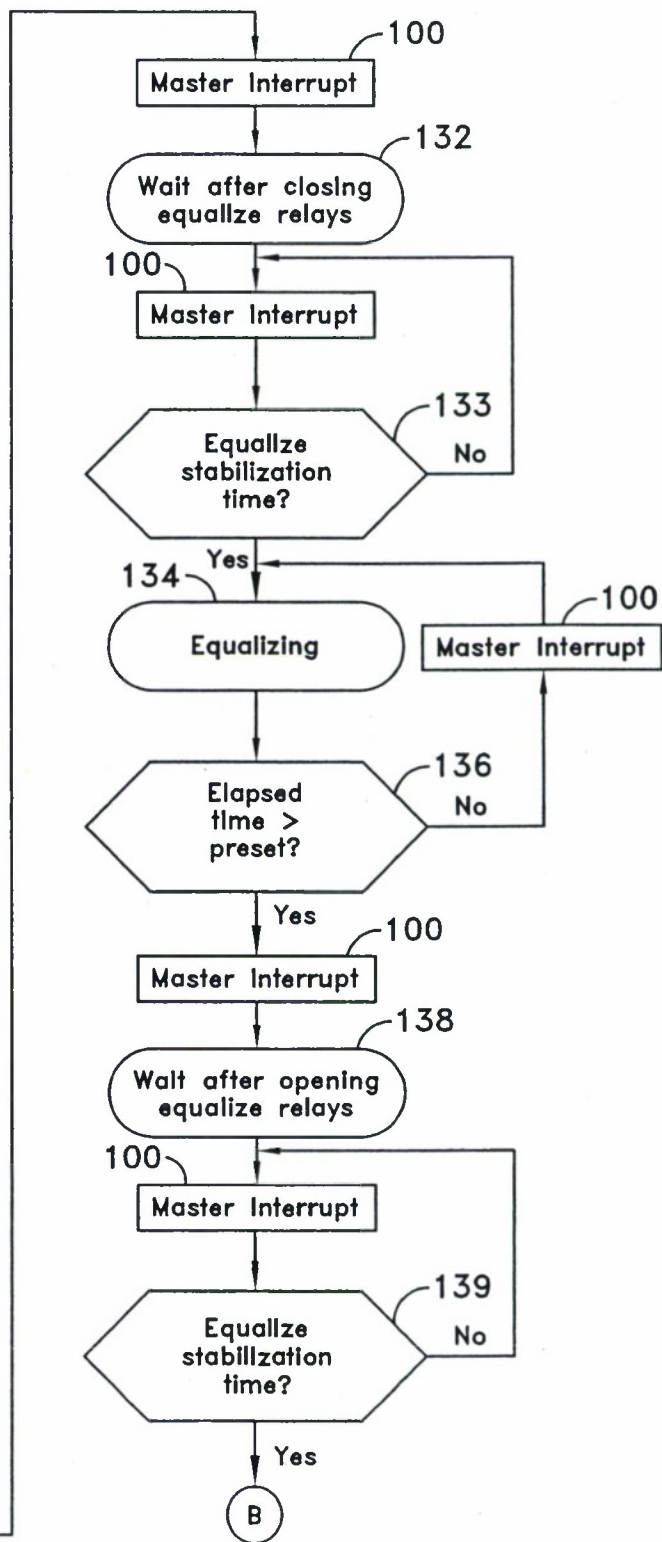 100
Master Interrupt
132
Wait after closing
equalize relays
100
Master Interrupt
133
Equalize
stabilization
time?
No
Yes
134
Equalizing
100
Master Interrupt
136
Elapsed
time >
preset?
No
Yes
100
Master Interrupt
138
Wait after opening
equalize relays
100
Master Interrupt
139
Equalize
stabilization
time?
No
Yes
B